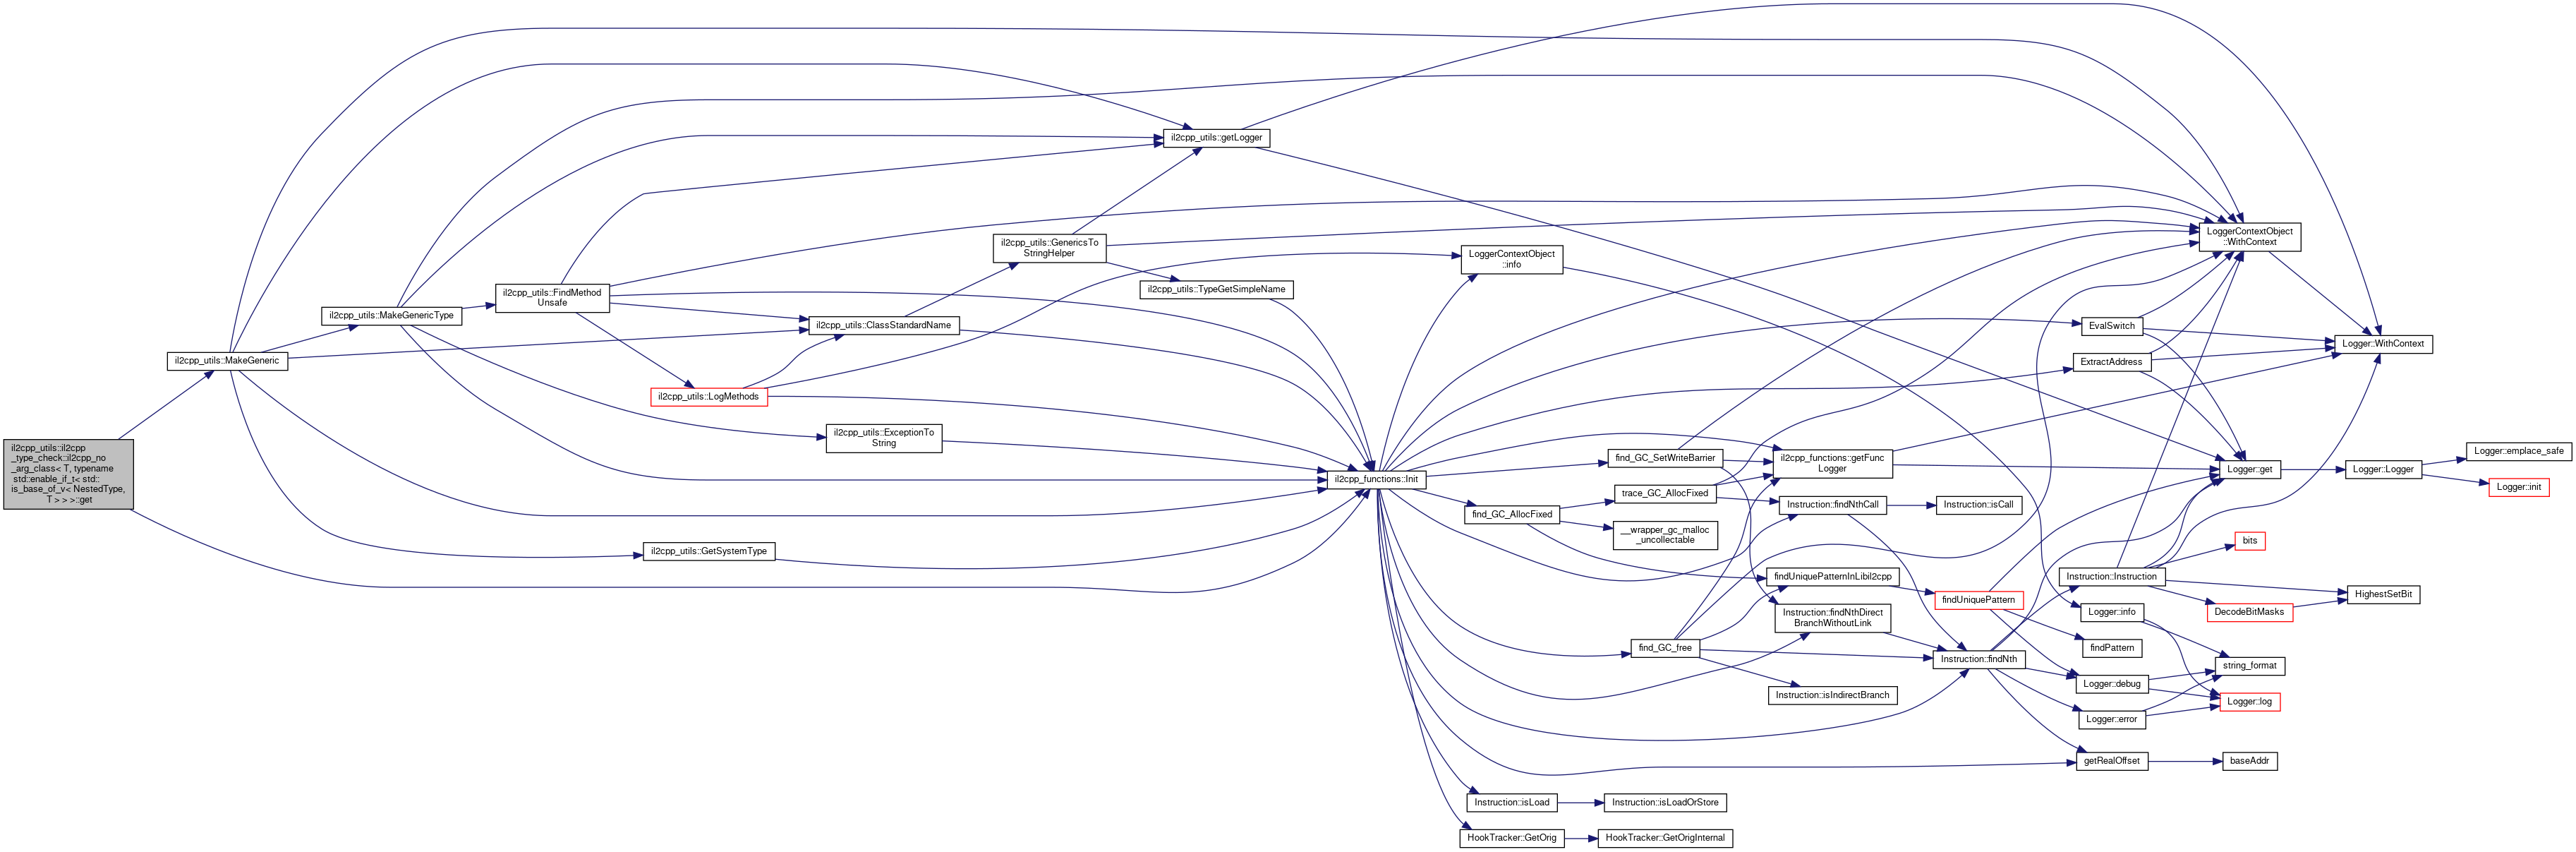 il2cpp_utils::il2cpp
_type_check::il2cpp_no
_arg_class< T, typename
std::enable_if_t< std::
is_base_of_v< NestedType,
T > > >::get
il2cpp_utils::MakeGeneric
il2cpp_utils::MakeGenericType
il2cpp_utils::FindMethod
Unsafe
il2cpp_utils::LogMethods
il2cpp_utils::GetSystemType
il2cpp_utils::ClassStandardName
il2cpp_utils::ExceptionTo
String
il2cpp_utils::GenericsTo
StringHelper
il2cpp_utils::getLogger
il2cpp_utils::TypeGetSimpleName
il2cpp_functions::Init
LoggerContextObject
::info
find_GC_AllocFixed
Instruction::isLoad
HookTracker::GetOrig
find_GC_SetWriteBarrier
trace_GC_AllocFixed
__wrapper_gc_malloc
_uncollectable
find_GC_free
Instruction::isLoadOrStore
HookTracker::GetOrigInternal
il2cpp_functions::getFunc
Logger
Instruction::findNthCall
findUniquePatternInLibil2cpp
Instruction::findNthDirect
BranchWithoutLink
Instruction::isIndirectBranch
Instruction::isCall
findUniquePattern
Instruction::findNth
EvalSwitch
ExtractAddress
Instruction::Instruction
Logger::info
findPattern
Logger::debug
Logger::error
getRealOffset
LoggerContextObject
::WithContext
Logger::get
bits
DecodeBitMasks
string_format
Logger::log
baseAddr
Logger::WithContext
Logger::Logger
HighestSetBit
Logger::emplace_safe
Logger::init